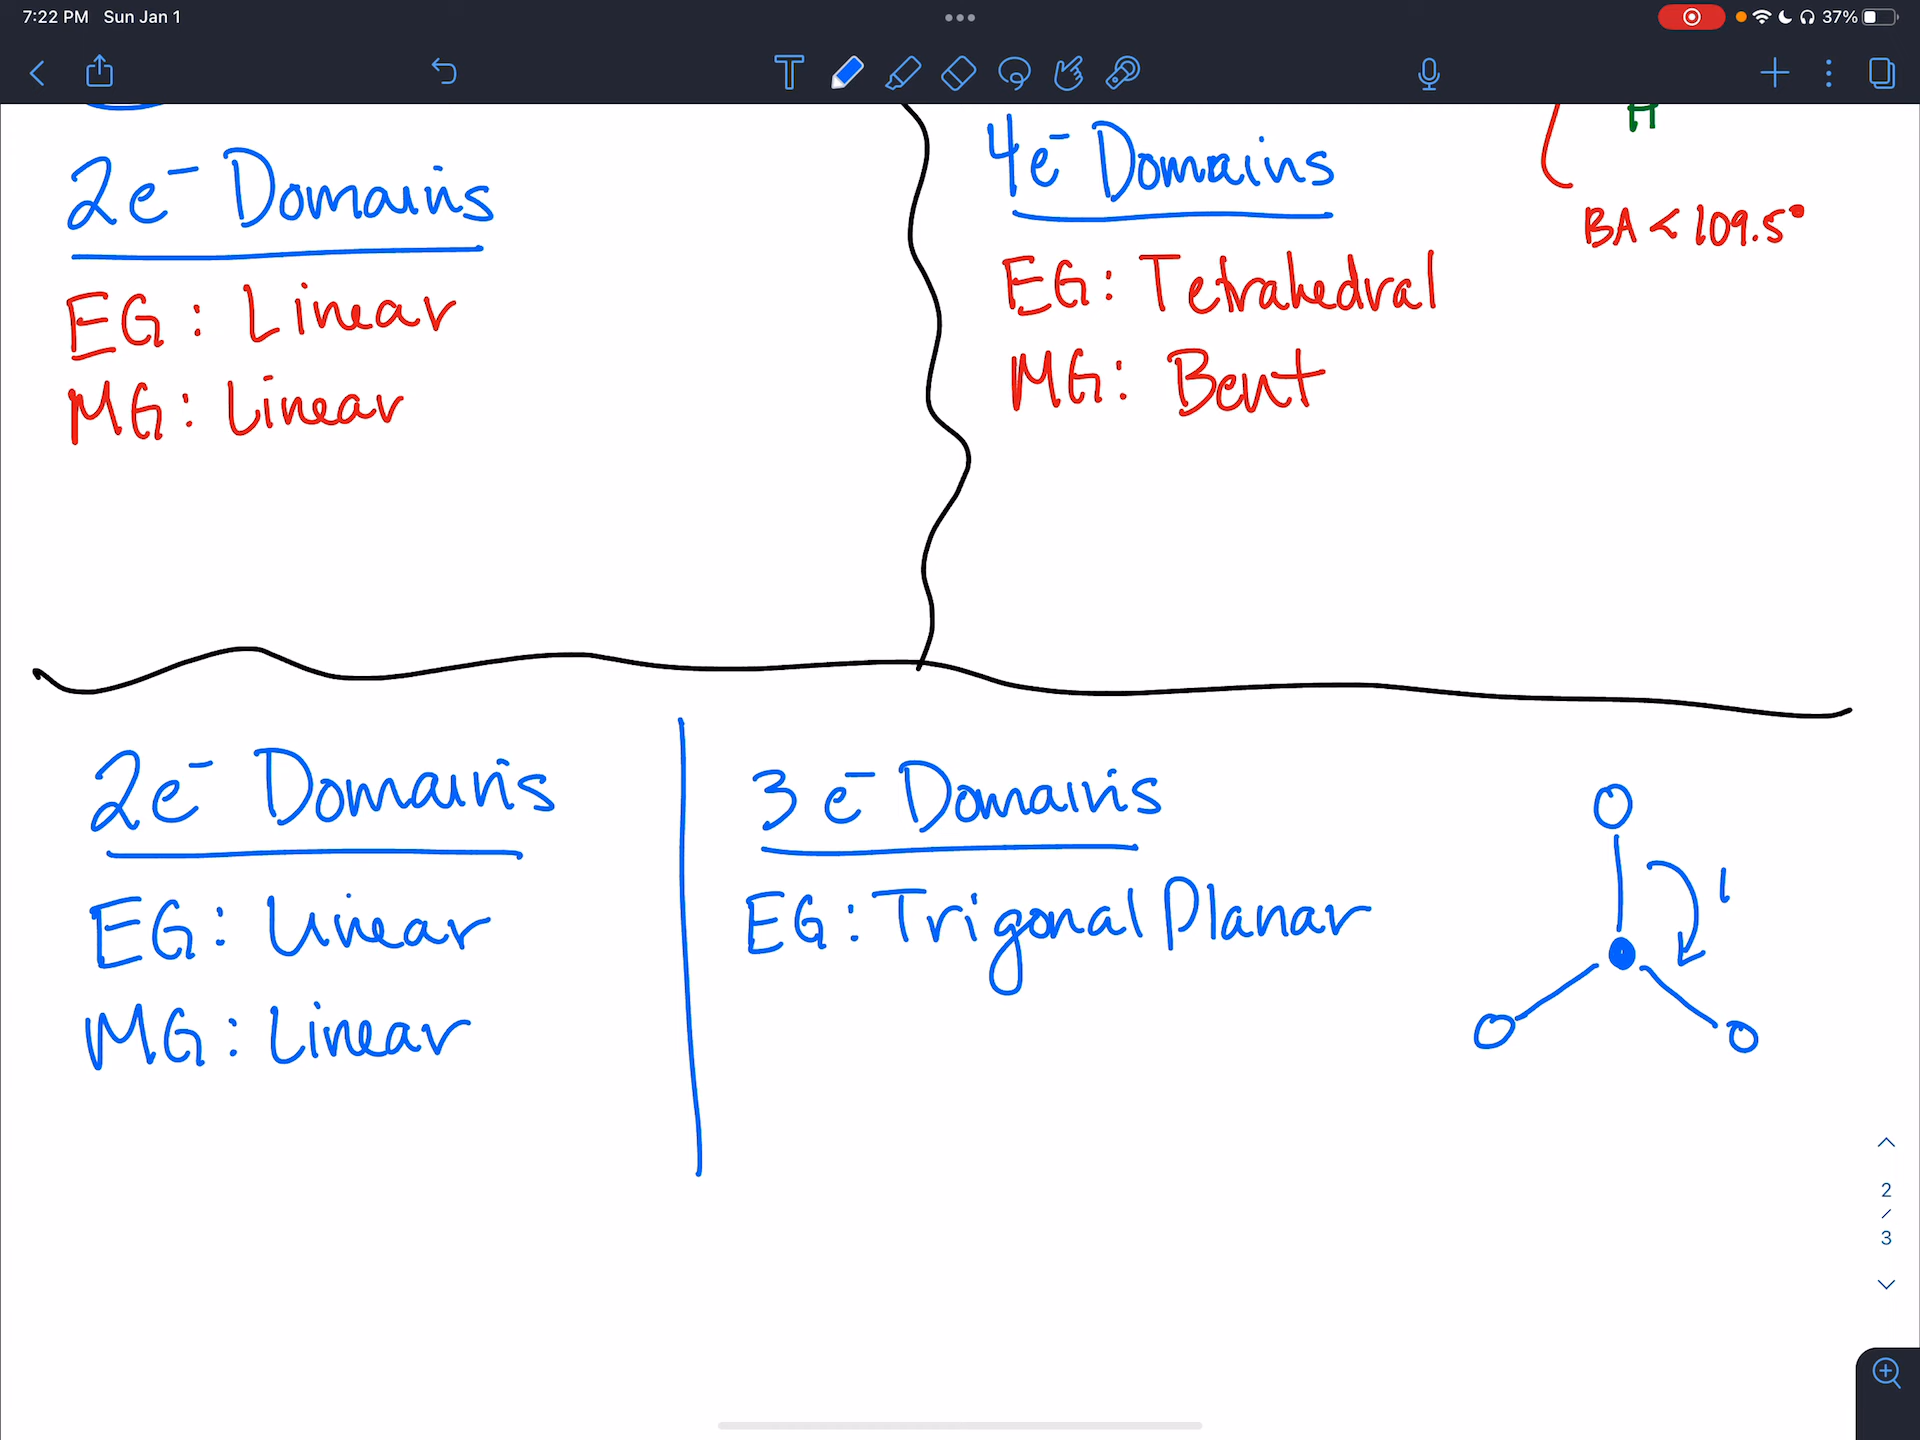 7:22 PM Sun Jan 1
37%
2e⁻ Domains
EG: Linear
MG: Linear
4e⁻ Domains
EG: Tetrahedral
MG: Bent
H
BA < 109.5°
2e⁻ Domains
EG: Linear
MG: Linear
3 e⁻ Domains
EG: Trigonal Planar
O
1
O O
2
/
3